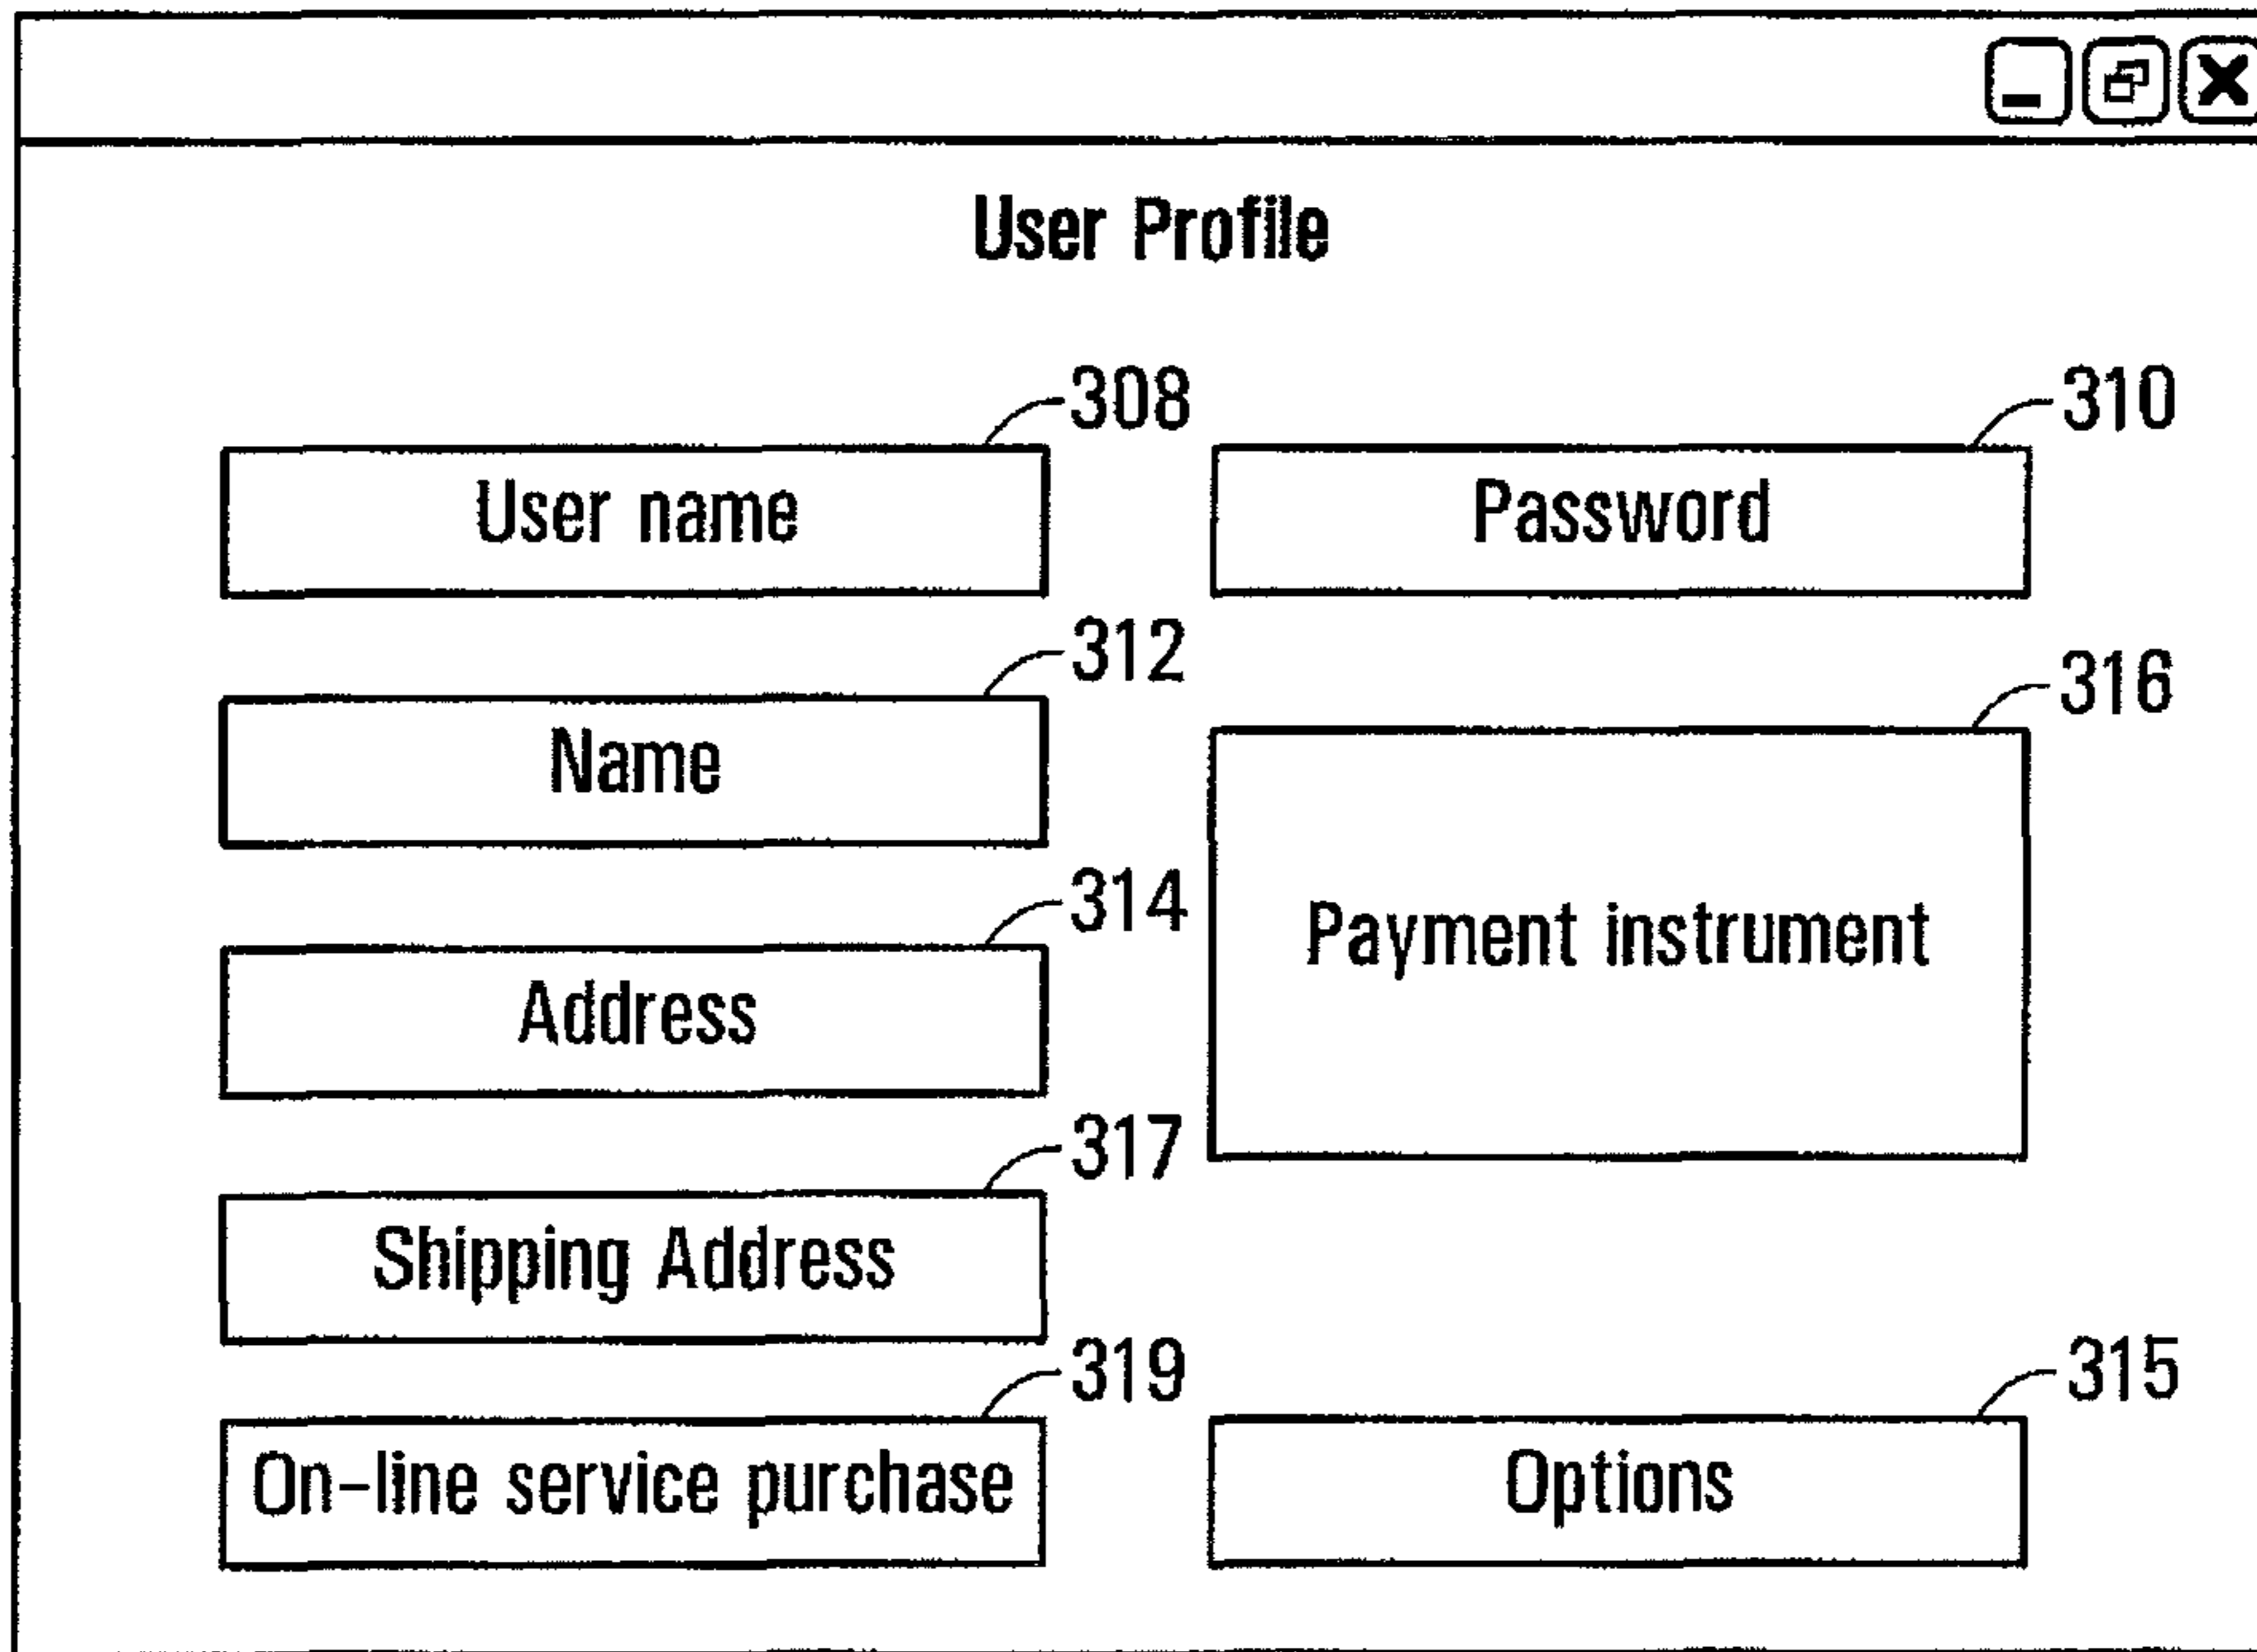 User Profile
308
310
User name
Password
312
316
Name
314
Payment instrument
Address
317
Shipping Address
319
315
On-line service purchase
Options